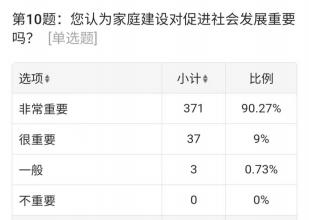 第10题：您认为家庭建设对促进社会发展重要
吗？ [单选题]
选项 小计 比例
非常重要 371 90.27%
很重要 37 9%
一般 3 0.73%
不重要 0 0%